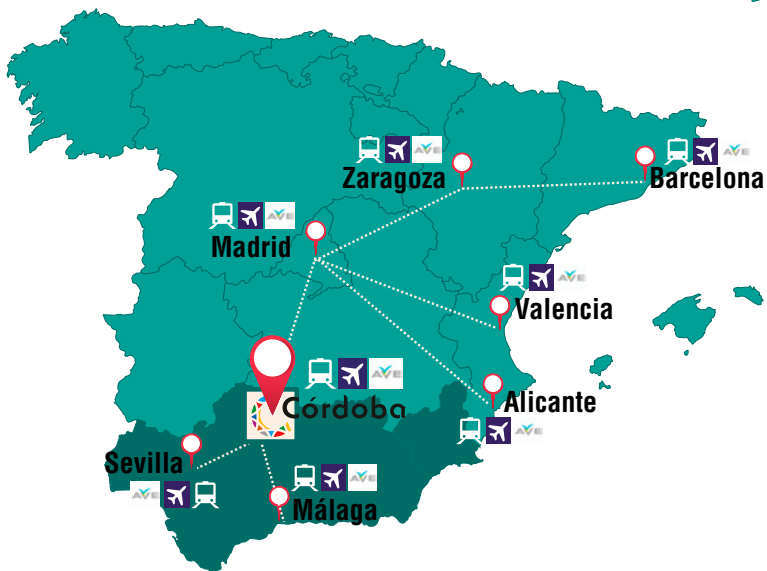 AVE
Zaragoza
AVE
Barcelona
AVE
Madrid
AVE
Valencia
AVE
Córdoba
Alicante
AVE
Sevilla
AVE
AVE
Málaga